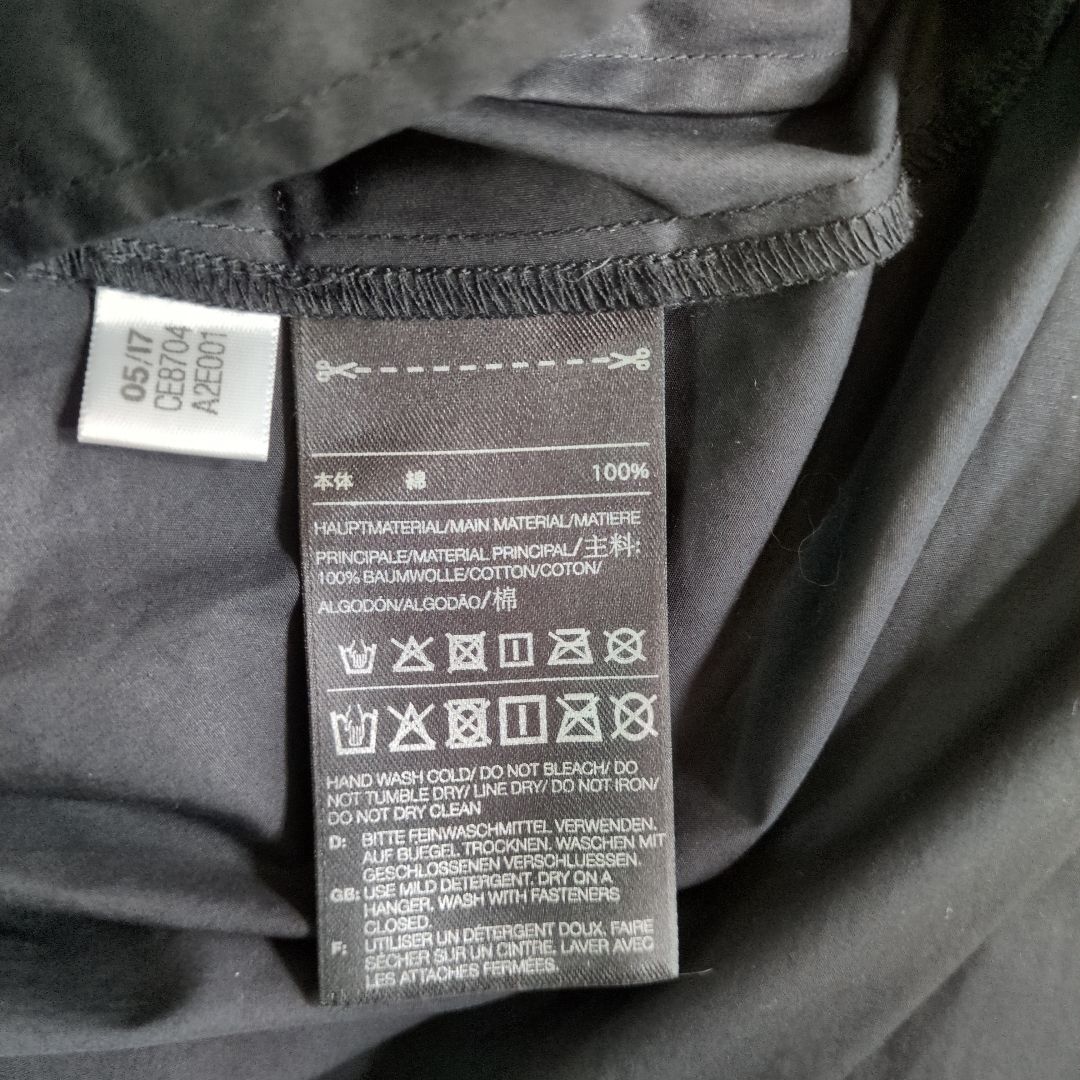 05/17
CE8704
A2E001
本体 綿 100%
HAUPTMATERIAL/MAIN MATERIAL/MATIERE
PRINCIPALE/MATERIAL PRINCIPAL/主料:
100% BAUMWOLLE/COTTON/COTON/
ALGODÓN/ALGODÃO/棉
HAND WASH COLD/ DO NOT BLEACH/ DO
NOT TUMBLE DRY/ LINE DRY/ DO NOT IRON/
DO NOT DRY CLEAN
D: BITTE FEINWASCHMITTEL VERWENDEN.
AUF BUEGEL TROCKNEN. WASCHEN MIT
GESCHLOSSENEN VERSCHLUESSEN.
GB: USE MILD DETERGENT. DRY ON A
HANGER. WASH WITH FASTENERS
CLOSED.
F: UTILISER UN DÉTERGENT DOUX. FAIRE
SÉCHER SUR UN CINTRE. LAVER AVEC
LES ATTACHES FERMÉES.